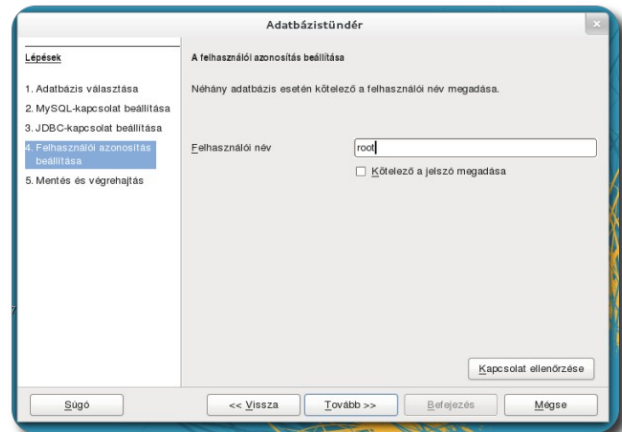 Adatbázistündér
Lépések
1. Adatbázis választása
2. MySQL-kapcsolat beállítása
3. JDBC-kapcsolat beállítása
4. Felhasználói azonosítás
beállítása
5. Mentés és végrehajtás
A felhasználói azonosítás beállítása
Néhány adatbázis esetén kötelező a felhasználói név megadása.
Felhasználói név
root
Kötelező a jelszó megadása
Kapcsolat ellenőrzése
Súgó
<< Vissza
Tovább >>
Befejezés
Mégse